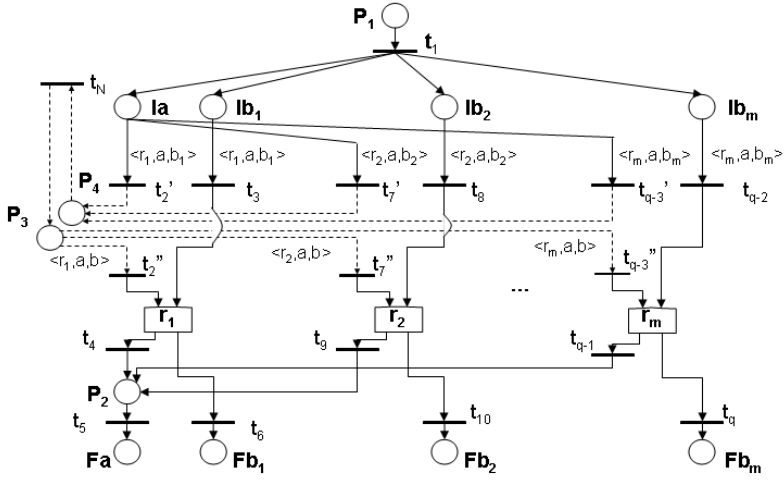 P1
t1
tN
Ia Ib1 Ib2 Ibm
<r1,a,b1> <r1,a,b1> <r2,a,b2> <r2,a,b2> <rm,a,bm> <rm,a,bm>
P4 t2' t3 t7' t8 tq-3' tq-2
P3
<r1,a,b> <r2,a,b> <rm,a,b>
t2" t7" tq-3"
...
r1 r2 rm
t4 t9 tq-1
P2
t5 t6 t10 tq
Fa Fb1 Fb2 Fbm